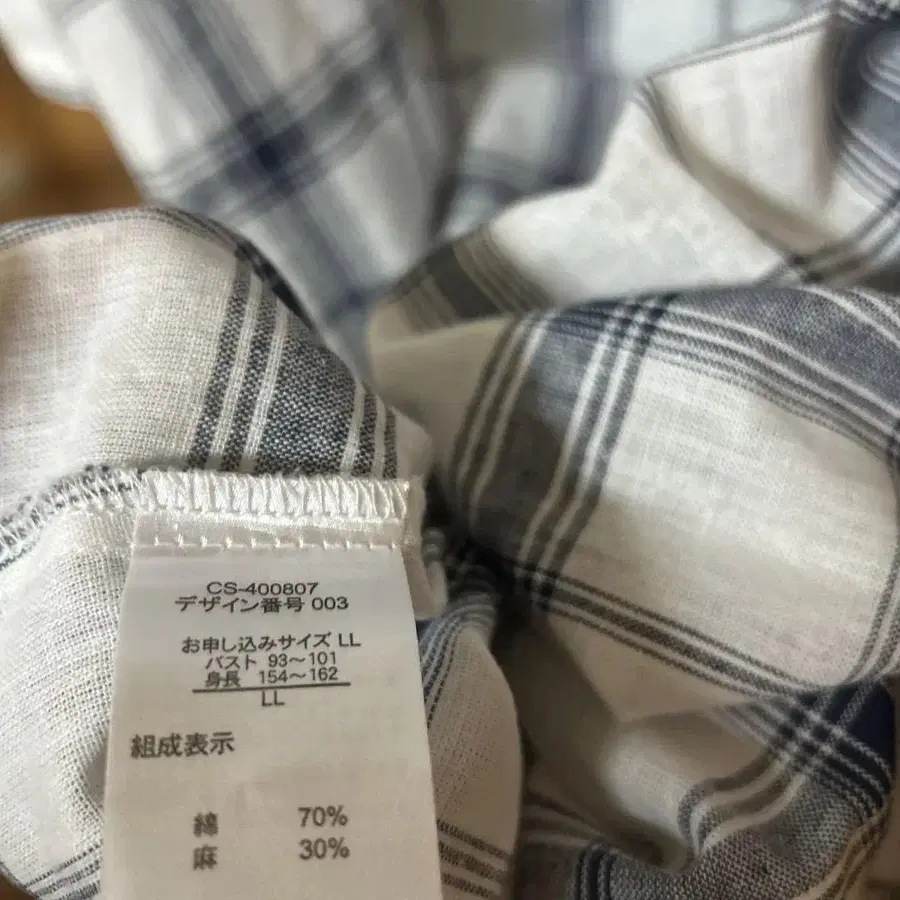 CS-400807
デザイン番号 003
お申し込みサイズ LL
バスト 93〜101
身長 154〜162
LL
組成表示
綿 70%
麻 30%